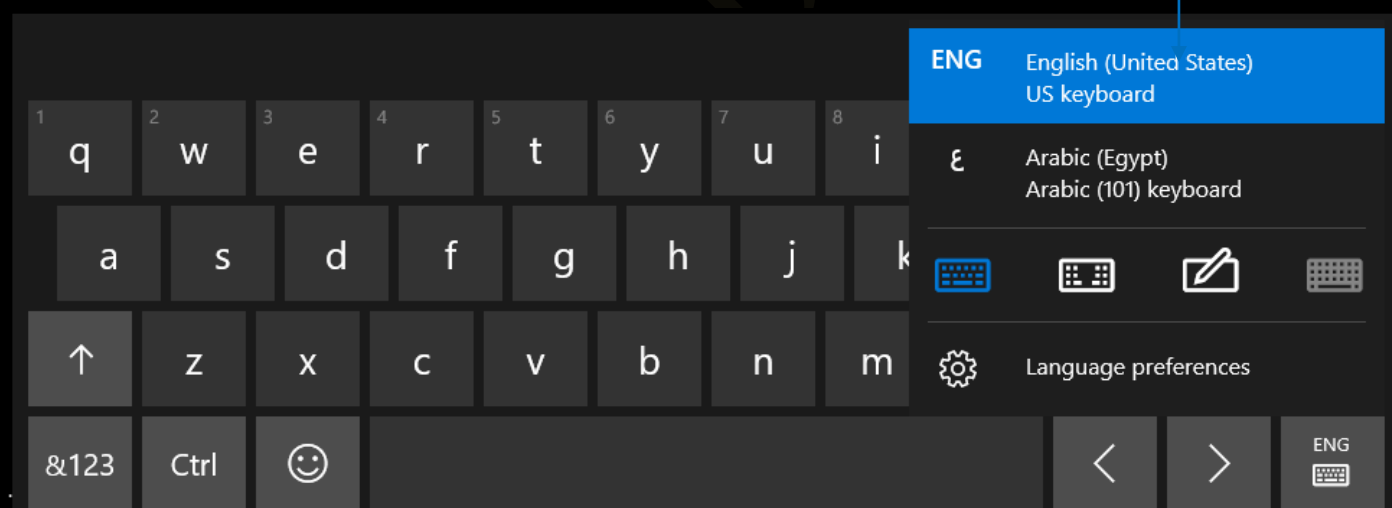 ENG English (United States)
US keyboard
1 2 3 4 5 6 7 8
q w e r t y u i
ع Arabic (Egypt)
Arabic (101) keyboard
a s d f g h j k
z x c v b n m
Language preferences
&123 Ctrl ENG